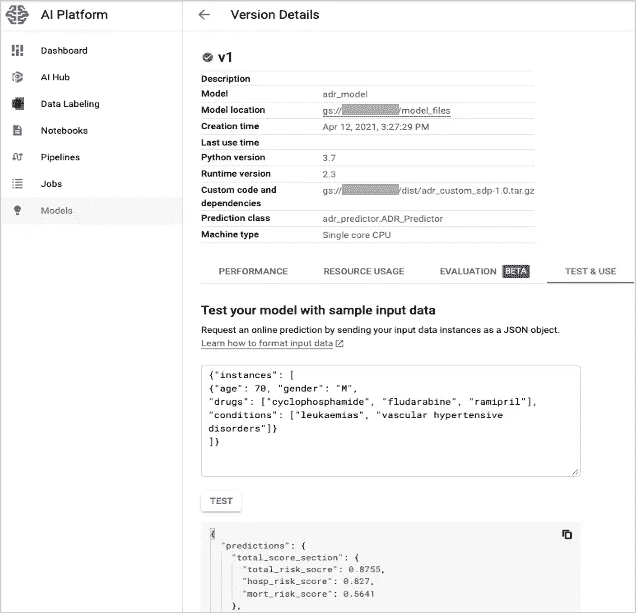 AI Platform
Version Details
Dashboard
AI Hub
Data Labeling
Notebooks
Pipelines
Jobs
Models
v1
Description
Model adr_model
Model location gs:// /model_files
Creation time Apr 12, 2021, 3:27:29 PM
Last use time
Python version 3.7
Runtime version 2.3
Custom code and dependencies gs:// /dist/adr_custom_sdp-1.0.tar.gz
Prediction class adr_predictor.ADR_Predictor
Machine type Single core CPU
PERFORMANCE RESOURCE USAGE EVALUATION BETA TEST & USE
Test your model with sample input data
Request an online prediction by sending your input data instances as a JSON object.
Learn how to format input data
{"instances": [
{"age": 70, "gender": "M",
"drugs": ["cyclophosphamide", "fludarabine", "ramipril"],
"conditions": ["leukaemias", "vascular hypertensive
disorders"]}
]}
TEST
{
"predictions": {
"total_score_section": {
"total_risk_socre": 0.8755,
"hosp_risk_score": 0.827,
"mort_risk_score": 0.5641
},